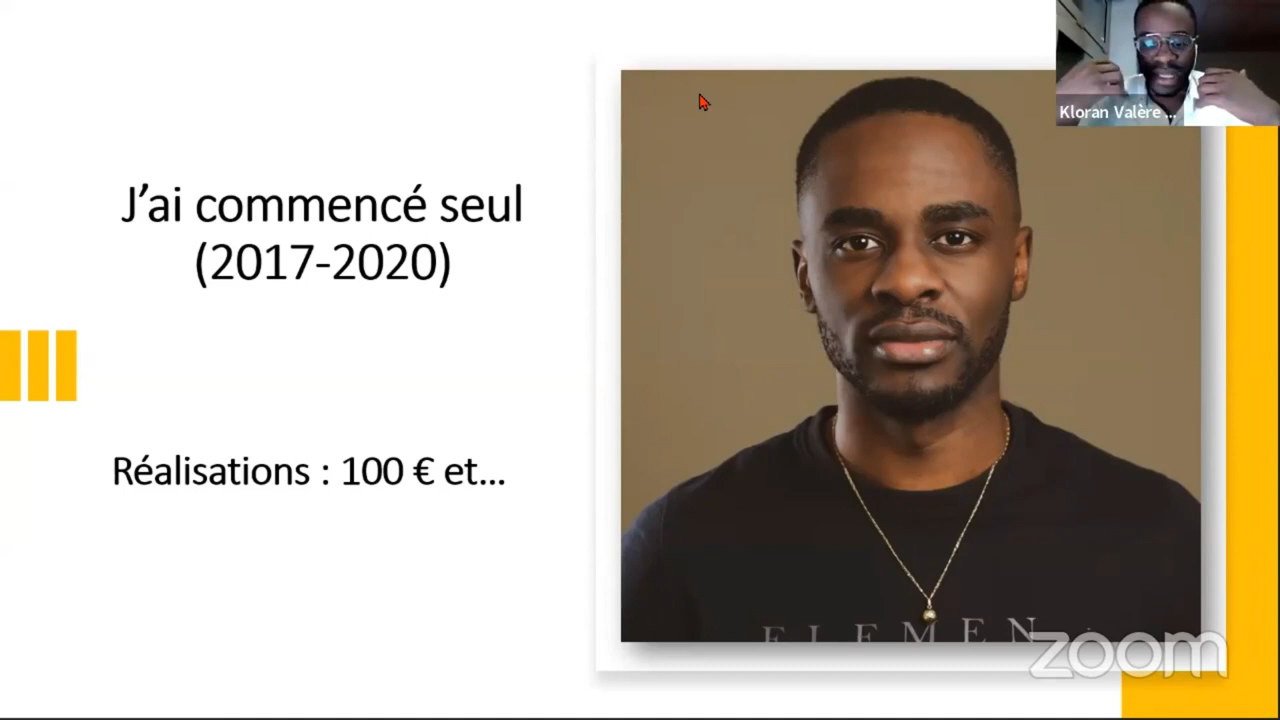 Kloran Valère ...
J'ai commencé seul
(2017-2020)
Réalisations : 100 € et...
ELEMEN
zoom